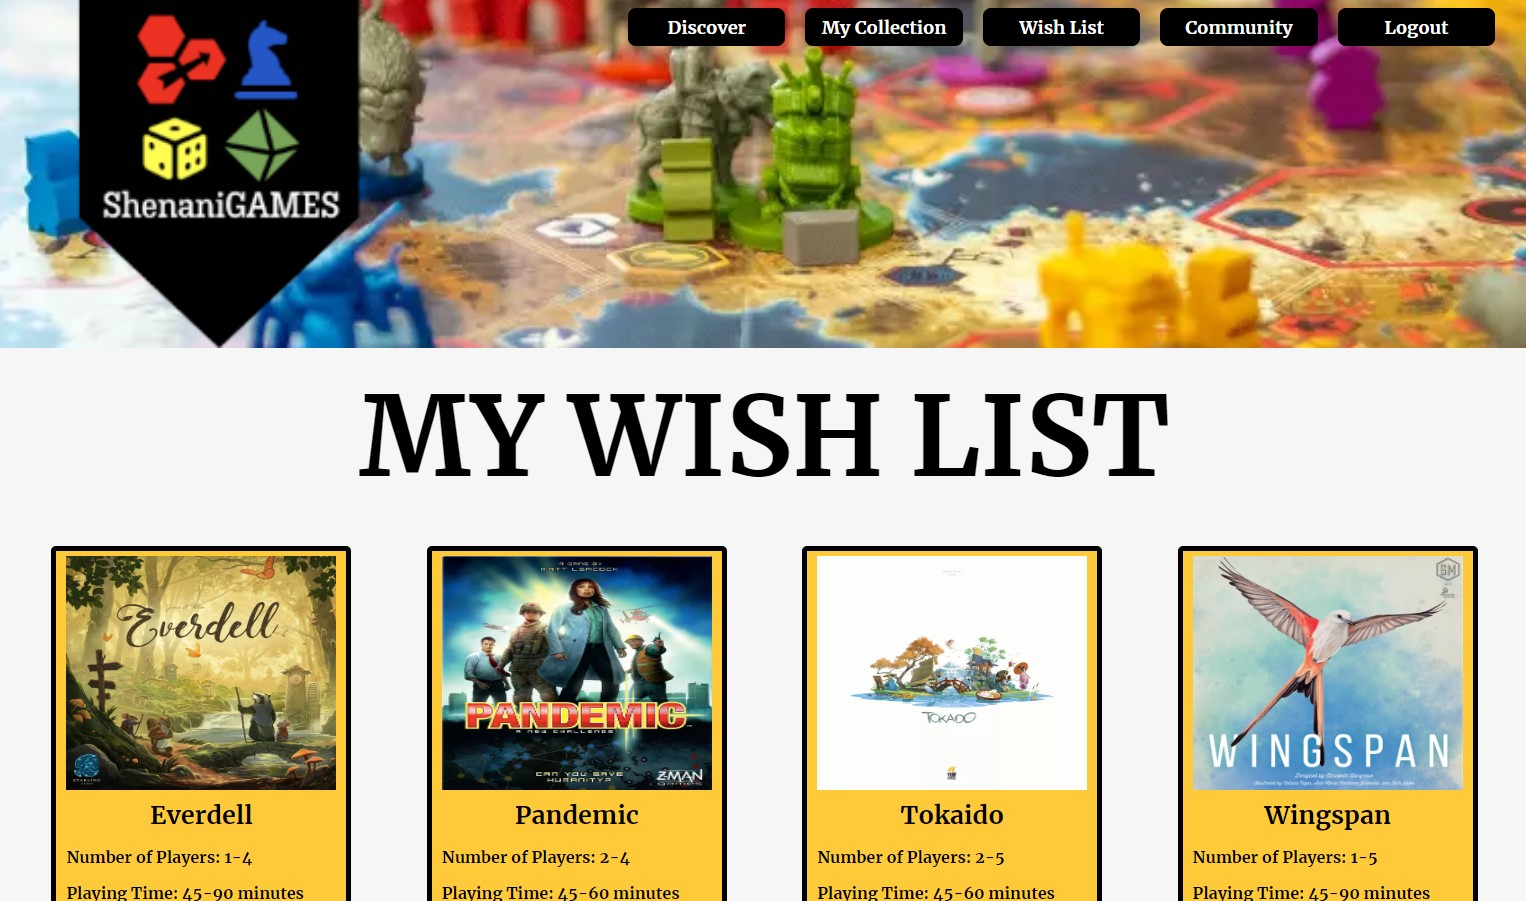 Discover
My Collection
Wish List
Community
Logout
ShenaniGAMES
MY WISH LIST
Everdell
STARLING
A GAME BY
MATT LEACOCK
PANDEMIC
A NEW CHALLENGE
CAN YOU SAVE
HUMANITY?
Z-MAN
TOKAIDO
SM
WINGSPAN
Everdell
Number of Players: 1-4
Playing Time: 45-90 minutes
Pandemic
Number of Players: 2-4
Playing Time: 45-60 minutes
Tokaido
Number of Players: 2-5
Playing Time: 45-60 minutes
Wingspan
Number of Players: 1-5
Playing Time: 45-90 minutes